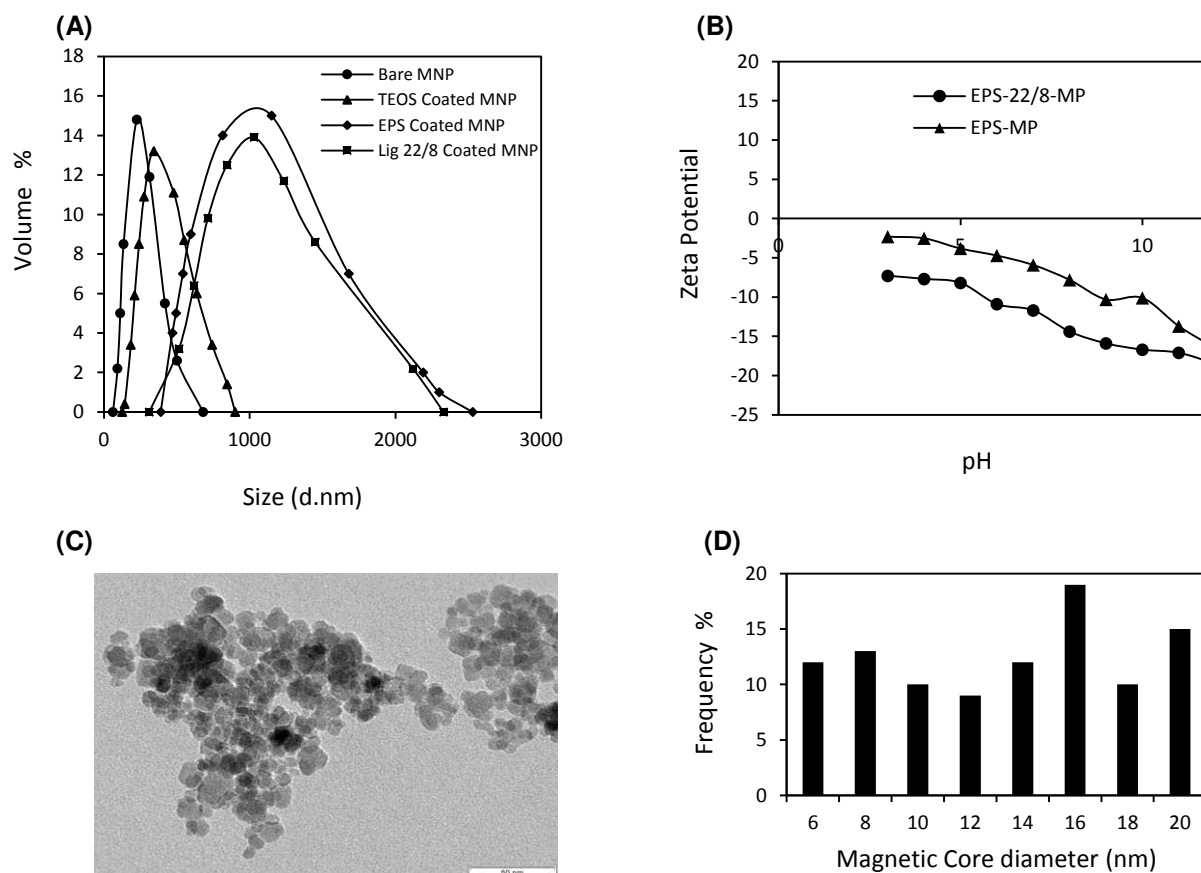 (A)
Volume %
18
16
14
12
10
8
6
4
2
0
0 1000 2000 3000
Size (d.nm)
Bare MNP
TEOS Coated MNP
EPS Coated MNP
Lig 22/8 Coated MNP
(B)
Zeta Potential
20
15
10
5
0
-5
-10
-15
-20
-25
0 5 10
pH
EPS-22/8-MP
EPS-MP
(C)
(D)
Frequency %
20
15
10
5
0
6 8 10 12 14 16 18 20
Magnetic Core diameter (nm)